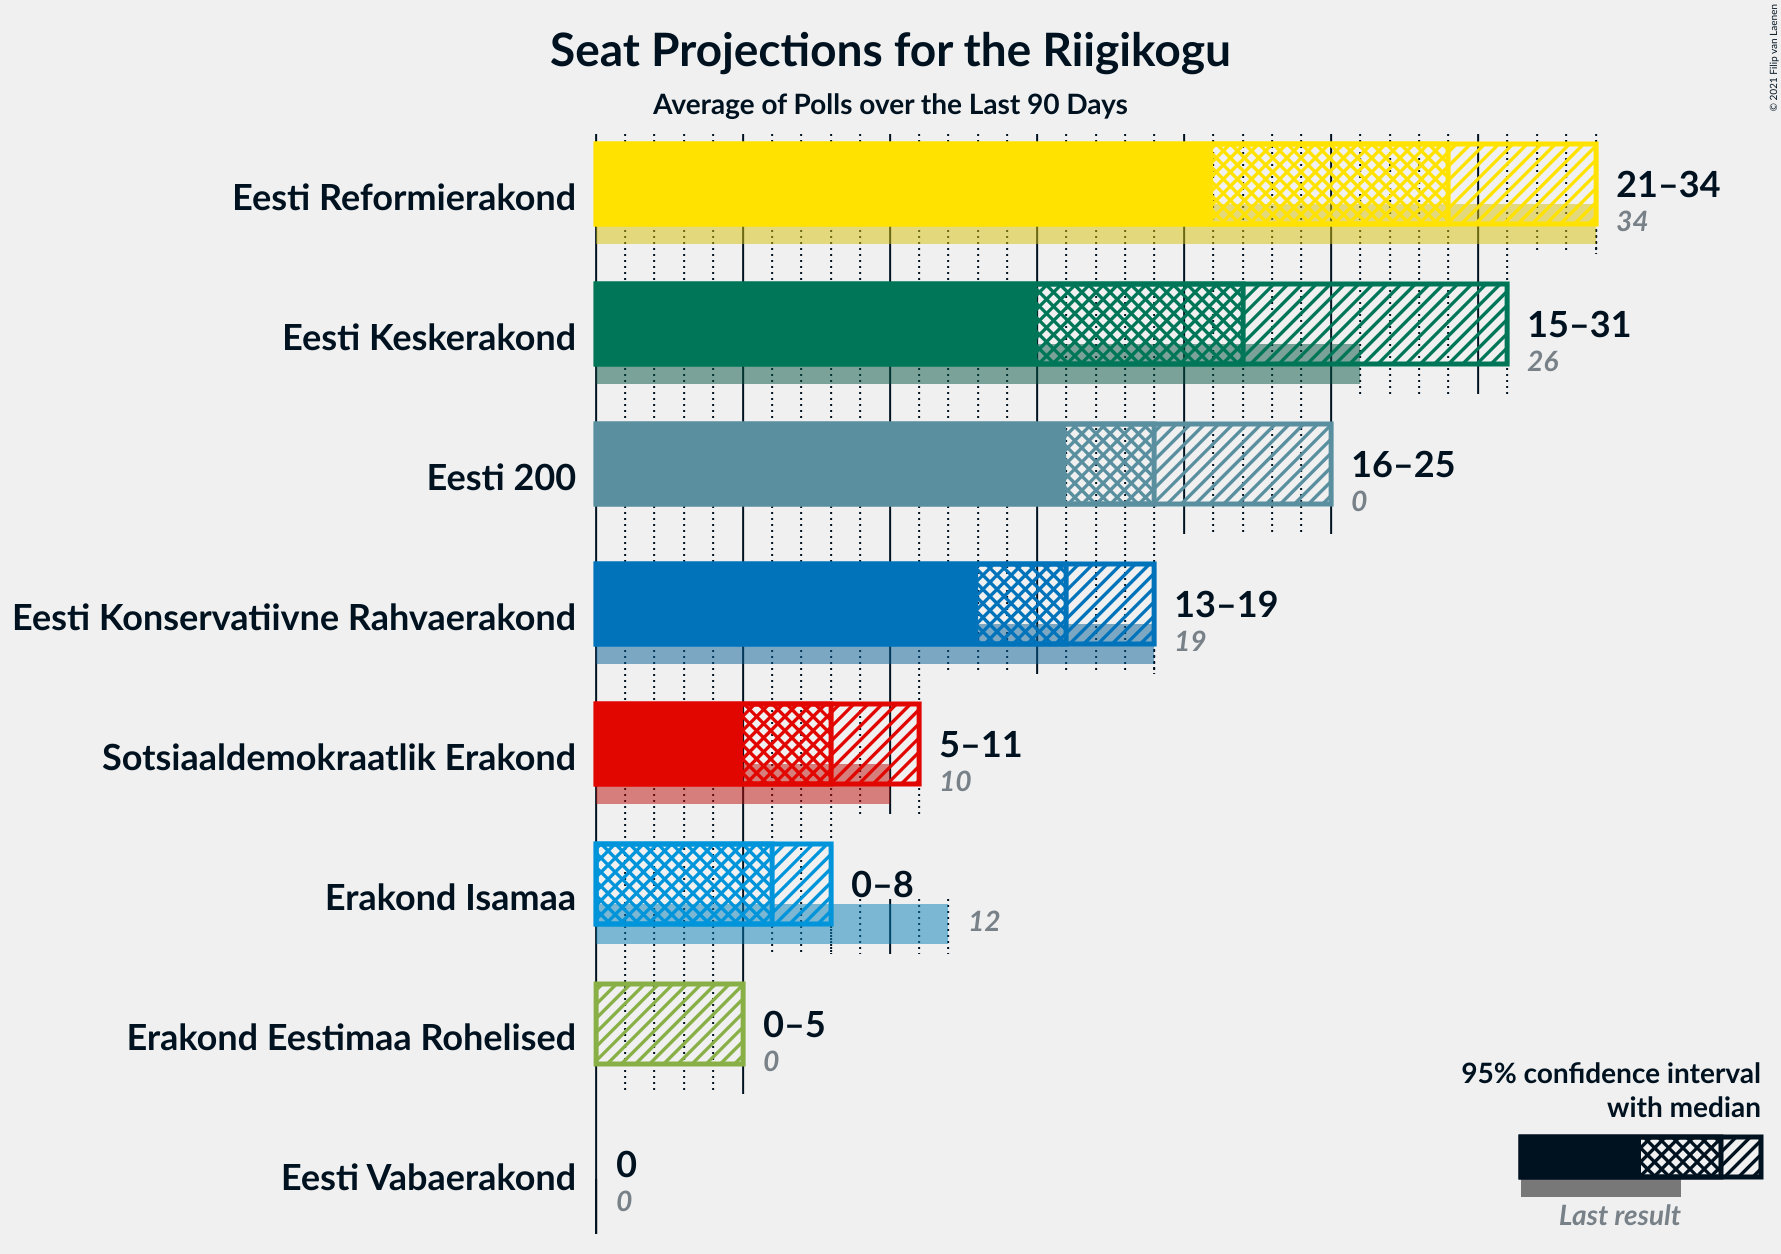 Seat Projections for the Riigikogu
Average of Polls over the Last 90 Days
© 2021 Filip van Laenen
Eesti Reformierakond
21–34
34
Eesti Keskerakond
15–31
26
Eesti 200
16–25
0
Eesti Konservatiivne Rahvaerakond
13–19
19
Sotsiaaldemokraatlik Erakond
5–11
10
Erakond Isamaa
0–8
12
Erakond Eestimaa Rohelised
0–5
0
Eesti Vabaerakond
0
0
95% confidence interval
with median
Last result